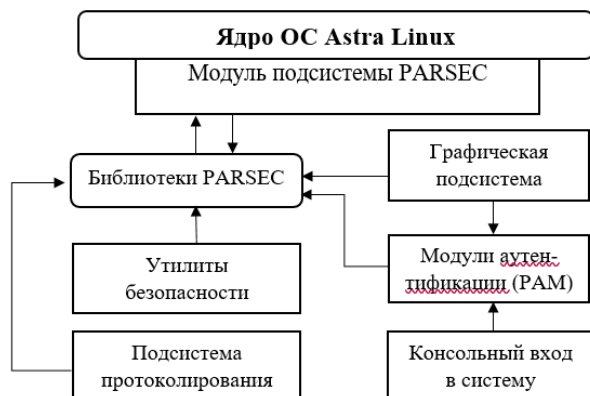 Ядро ОС Astra Linux
Модуль подсистемы PARSEC
Библиотеки PARSEC
Графическая
подсистема
Утилиты
безопасности
Модули аутен-
тификации (PAM)
Подсистема
протоколирования
Консольный вход
в систему